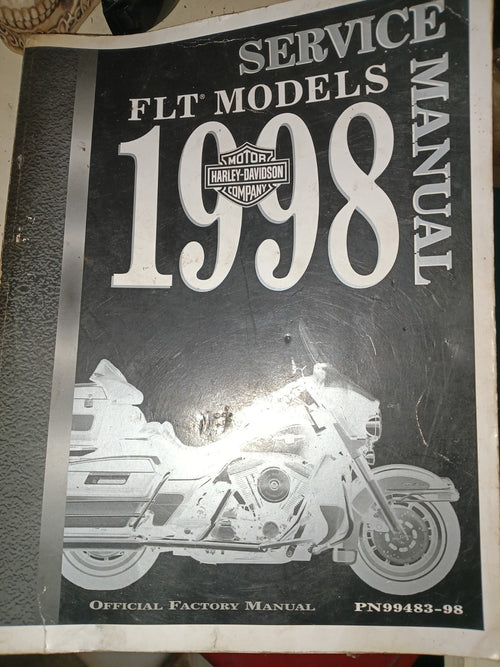 SERVICE
MANUAL
FLT® MODELS
1998
MOTOR
HARLEY-DAVIDSON
COMPANY
OFFICIAL FACTORY MANUAL
PN99483-98